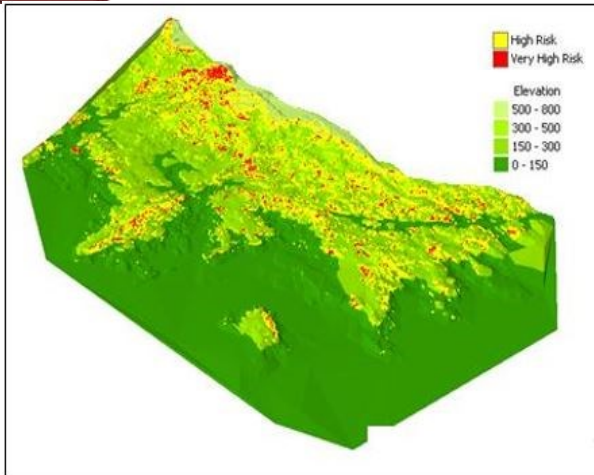 High Risk
Very High Risk
Elevation
500 - 800
300 - 500
150 - 300
0 - 150